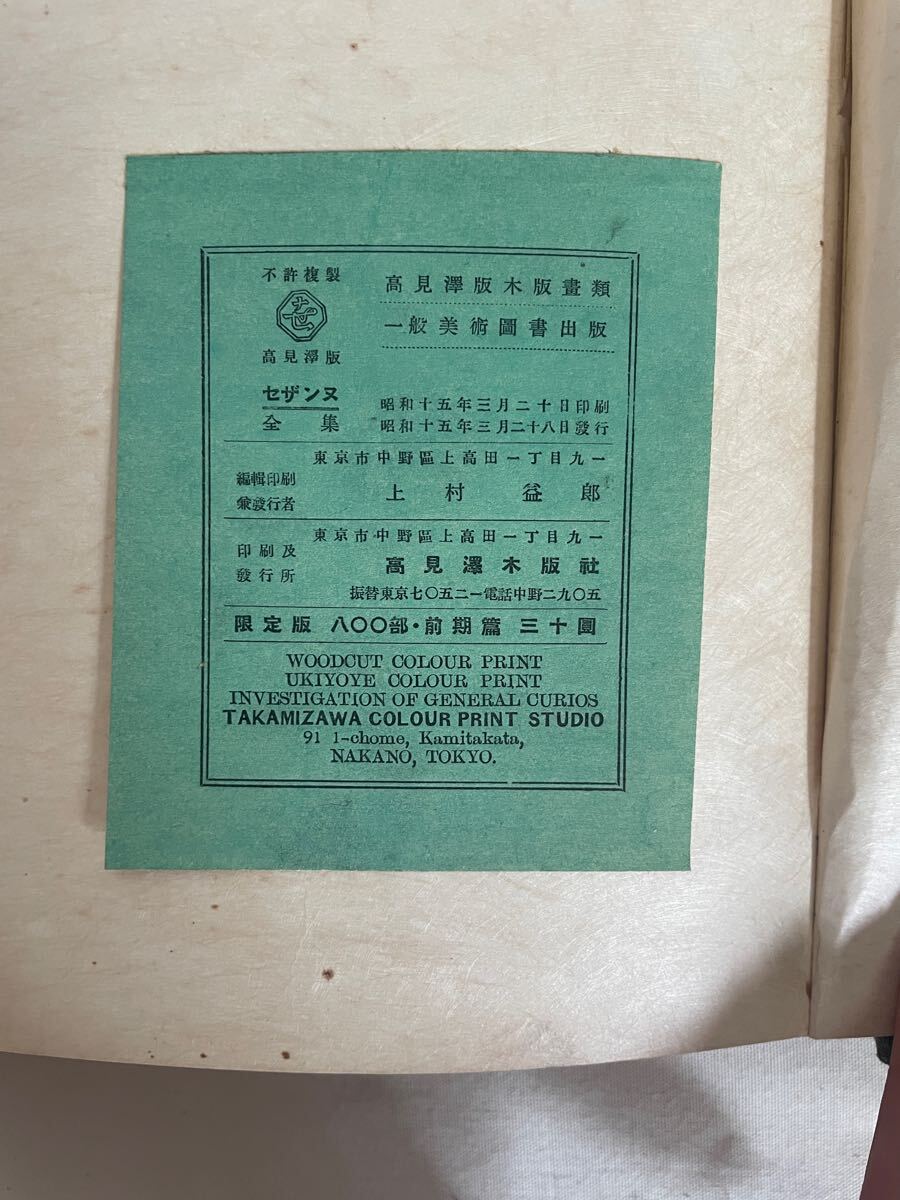 不許複製
高見澤版
高見澤版木版畫類
一般美術圖書出版
セザンヌ
全集
昭和十五年三月二十日印刷
昭和十五年三月二十八日發行
編輯印刷
兼發行者
東京市中野區上高田一丁目九一
上村益郎
印刷及
發行所
東京市中野區上高田一丁目九一
高見澤木版社
振替東京七〇五二一電話中野二九〇五
限定版 八〇〇部・前期篇 三十圓
WOODCUT COLOUR PRINT
UKIYOYE COLOUR PRINT
INVESTIGATION OF GENERAL CURIOS
TAKAMIZAWA COLOUR PRINT STUDIO
91 1-chome, Kamitakata,
NAKANO, TOKYO.